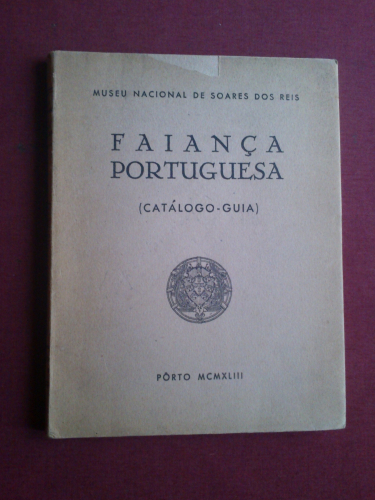 MUSEU NACIONAL DE SOARES DOS REIS
FAIANÇA
PORTUGUESA
(CATÁLOGO-GUIA)
PÔRTO MCMXLIII